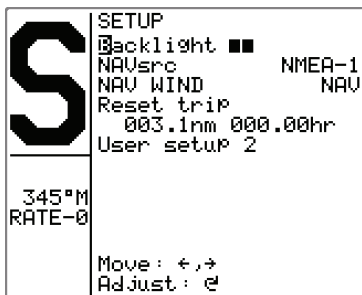 S
345°M
RATE-0
SETUP
Backlight ■■
NAVsrc NMEA-1
NAV WIND NAV
Reset trip
003.1nm 000.00hr
User setup 2
Move: ←,→
Adjust: ↻